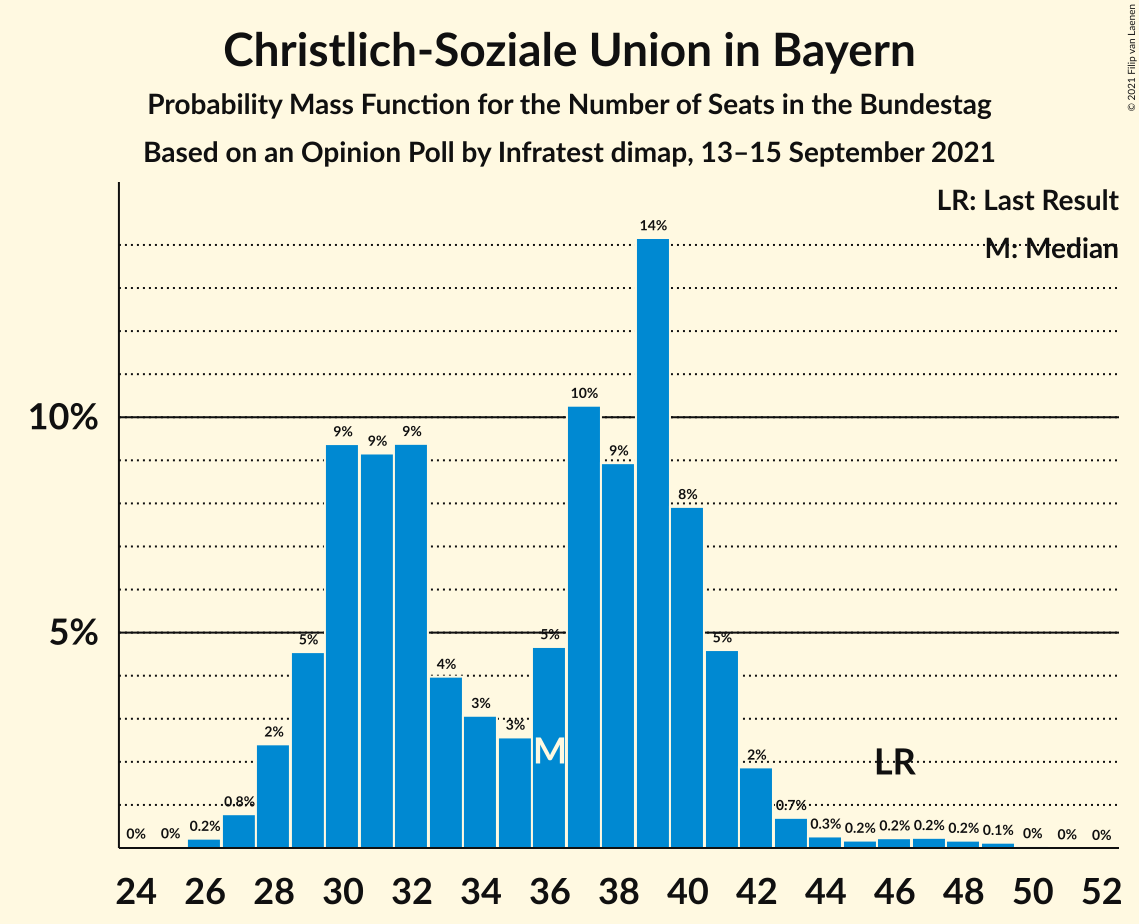 Christlich-Soziale Union in Bayern
Probability Mass Function for the Number of Seats in the Bundestag
Based on an Opinion Poll by Infratest dimap, 13–15 September 2021
© 2021 Filip van Laenen
LR: Last Result
M: Median
10%
5%
0% 0% 0.2% 0.8% 2% 5% 9% 9% 9% 4% 3% 3% 5% 10% 9% 14% 8% 5% 2% 0.7% 0.3% 0.2% 0.2% 0.2% 0.2% 0.1% 0% 0% 0%
M
LR
24 26 28 30 32 34 36 38 40 42 44 46 48 50 52